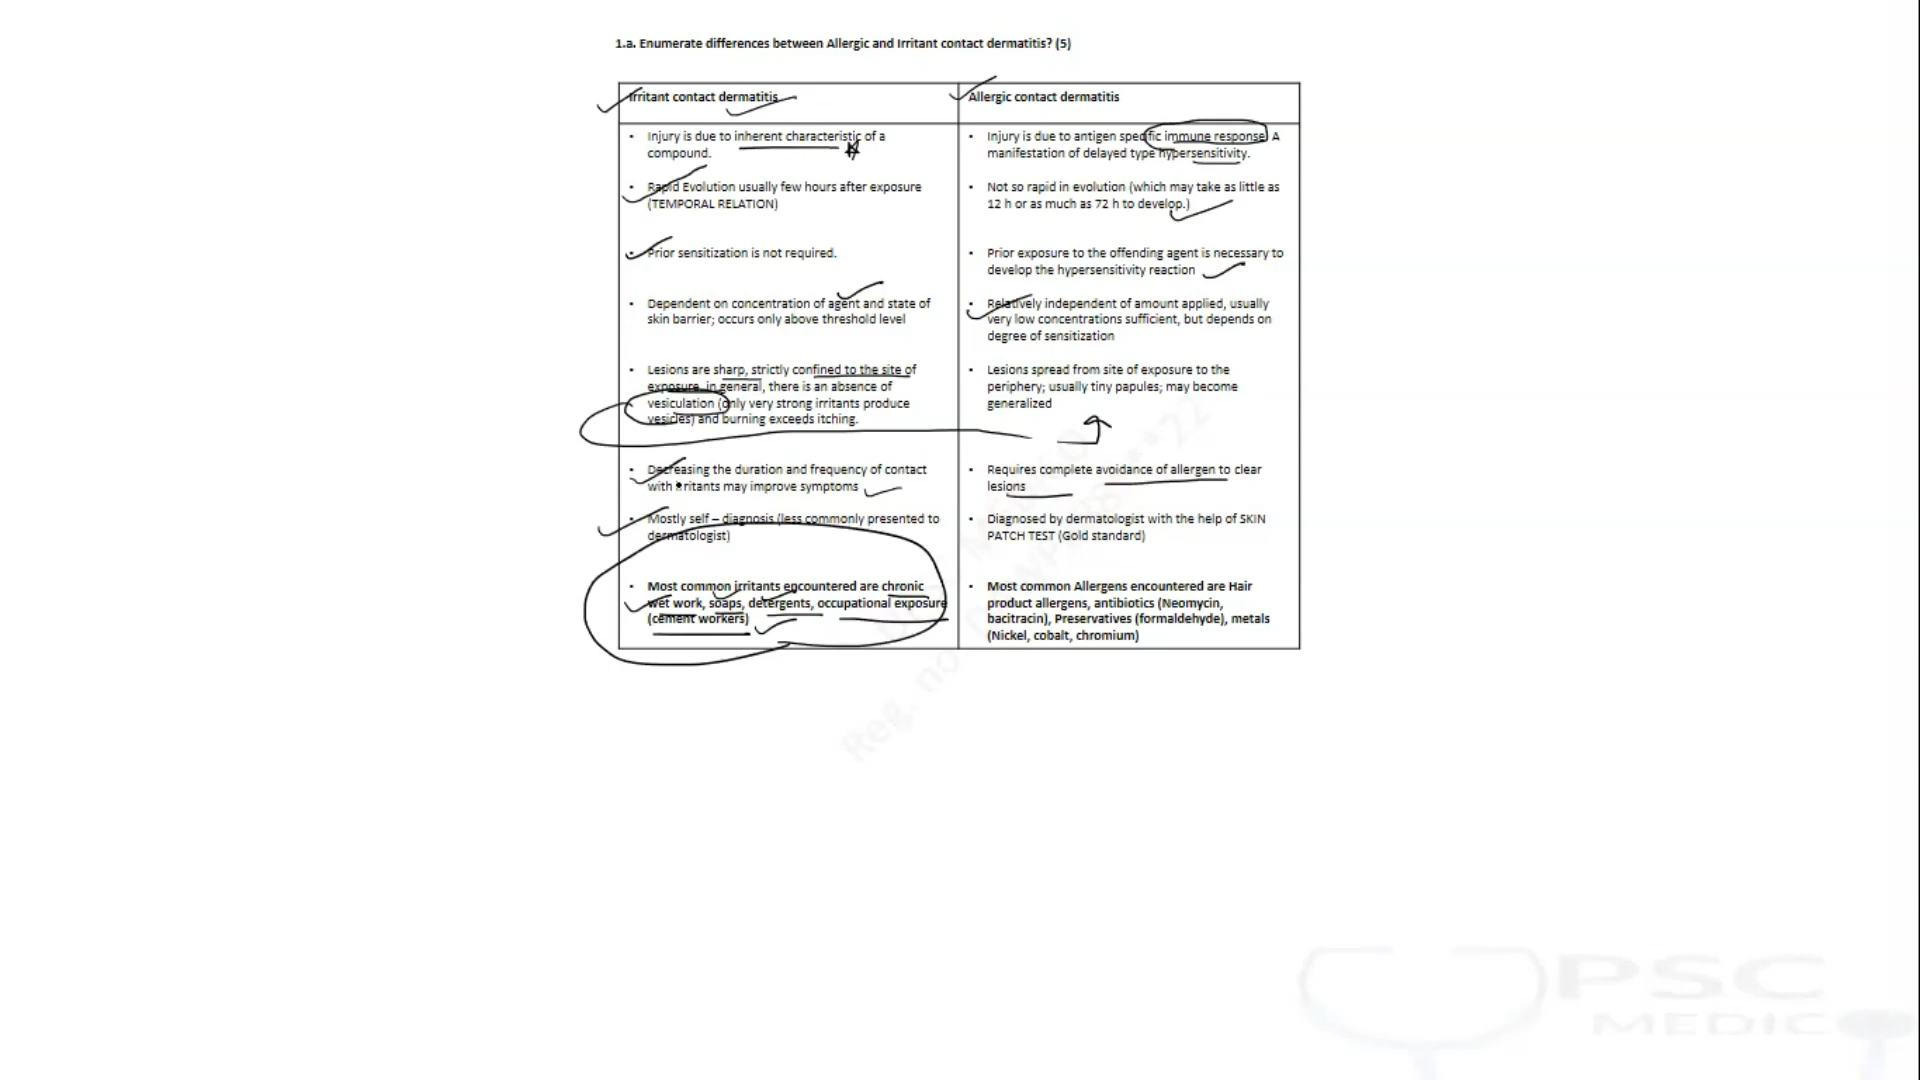 1.a. Enumerate differences between Allergic and Irritant contact dermatitis? (5)
Irritant contact dermatitis
Allergic contact dermatitis
• Injury is due to inherent characteristic of a
compound.
• Injury is due to antigen specific immune response. A
manifestation of delayed type hypersensitivity.
• Rapid Evolution usually few hours after exposure
(TEMPORAL RELATION)
• Not so rapid in evolution (which may take as little as
12 h or as much as 72 h to develop.)
• Prior sensitization is not required.
• Prior exposure to the offending agent is necessary to
develop the hypersensitivity reaction
• Dependent on concentration of agent and state of
skin barrier; occurs only above threshold level
• Relatively independent of amount applied, usually
very low concentrations sufficient, but depends on
degree of sensitization
• Lesions are sharp, strictly confined to the site of
exposure, in general, there is an absence of
vesiculation (only very strong irritants produce
vesicles) and burning exceeds itching.
• Lesions spread from site of exposure to the
periphery; usually tiny papules; may become
generalized
• Decreasing the duration and frequency of contact
with irritants may improve symptoms
• Requires complete avoidance of allergen to clear
lesions
• Mostly self – diagnosis (less commonly presented to
dermatologist)
• Diagnosed by dermatologist with the help of SKIN
PATCH TEST (Gold standard)
• Most common irritants encountered are chronic
wet work, soaps, detergents, occupational exposure
(cement workers)
• Most common Allergens encountered are Hair
product allergens, antibiotics (Neomycin,
bacitracin), Preservatives (formaldehyde), metals
(Nickel, cobalt, chromium)
Reg. no
PSC
MEDIC